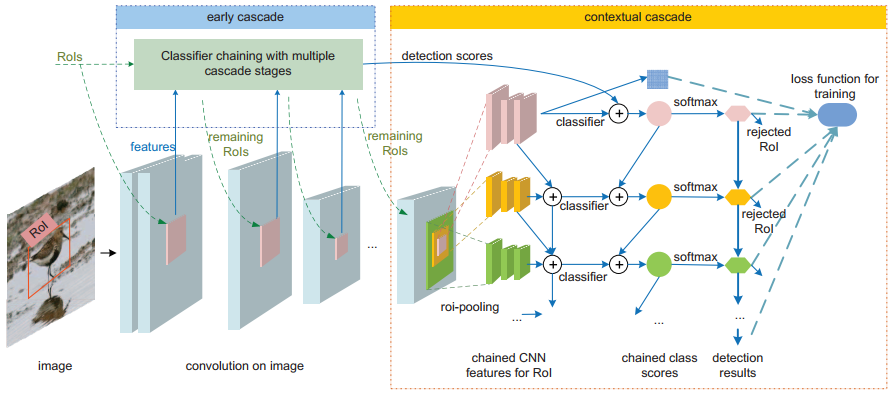 early cascade
contextual cascade
RoIs
Classifier chaining with multiple
cascade stages
detection scores
loss function for
training
features
remaining
RoIs
remaining
RoIs
classifier
softmax
rejected
RoI
classifier
softmax
rejected
RoI
classifier
softmax
RoI
...
roi-pooling
...
...
...
image
convolution on image
chained CNN
features for RoI
chained class
scores
detection
results